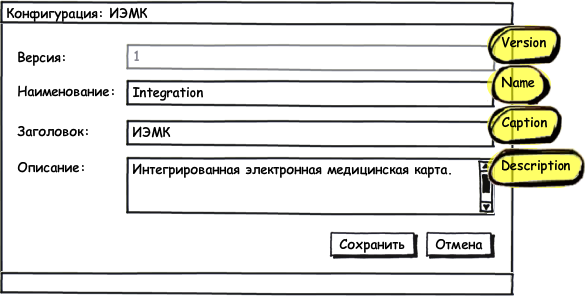 Конфигурация: ИЭМК
Версия: 1 Version
Наименование: Integration Name
Заголовок: ИЭМК Caption
Описание: Интегрированная электронная медицинская карта. Description
Сохранить Отмена